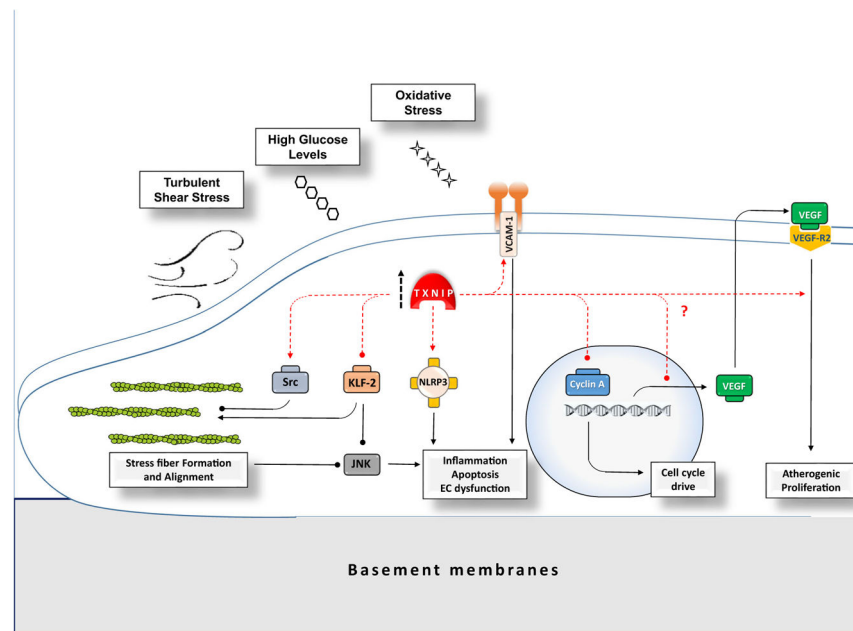 Oxidative
Stress
High Glucose
Levels
Turbulent
Shear Stress
VCAM-1
VEGF
VEGF-R2
TXNIP
?
Src
KLF-2
NLRP3
Cyclin A
VEGF
Stress fiber Formation
and Alignment
JNK
Inflammation
Apoptosis
EC dysfunction
Cell cycle
drive
Atherogenic
Proliferation
Basement membranes